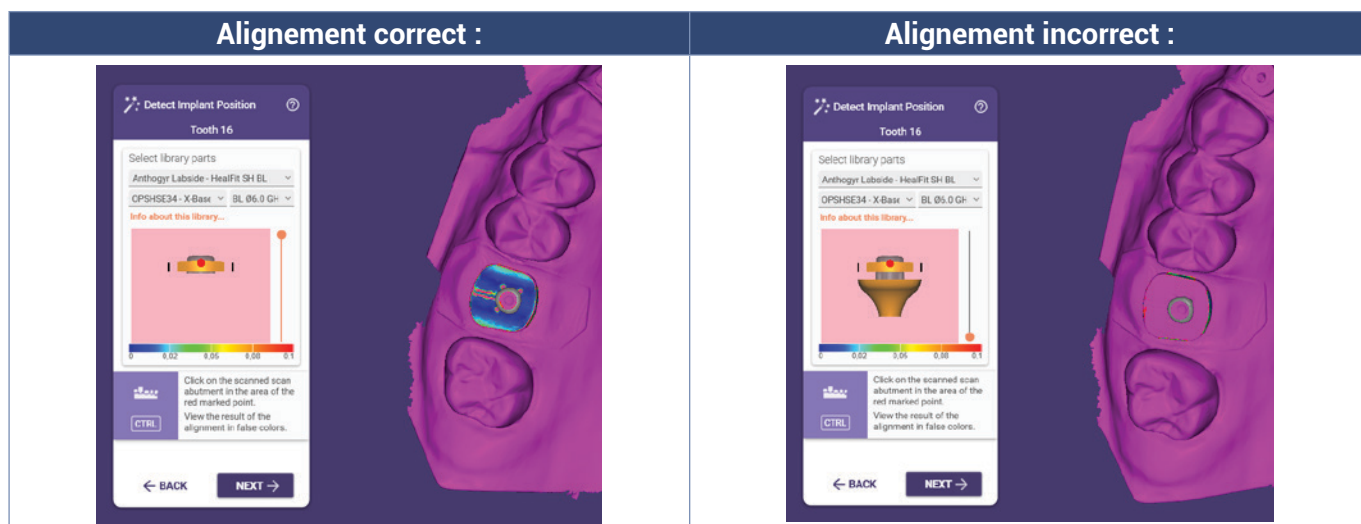 Alignement correct :
Alignement incorrect :
Detect Implant Position
Tooth 16
Select library parts
Anthogyr Labside - HealFit SH BL
OPSHSE34 - X-Base BL Ø6.0 GH
Info about this library...
0 0,02 0,05 0,08 0.1
Click on the scanned scan
abutment in the area of the
red marked point.
CTRL
View the result of the
alignment in false colors.
BACK NEXT
Detect Implant Position
Tooth 16
Select library parts
Anthogyr Labside - HealFit SH BL
OPSHSE34 - X-Base BL Ø6.0 GH
Info about this library...
0 0,02 0,05 0,08 0.1
Click on the scanned scan
abutment in the area of the
red marked point.
CTRL
View the result of the
alignment in false colors.
BACK NEXT